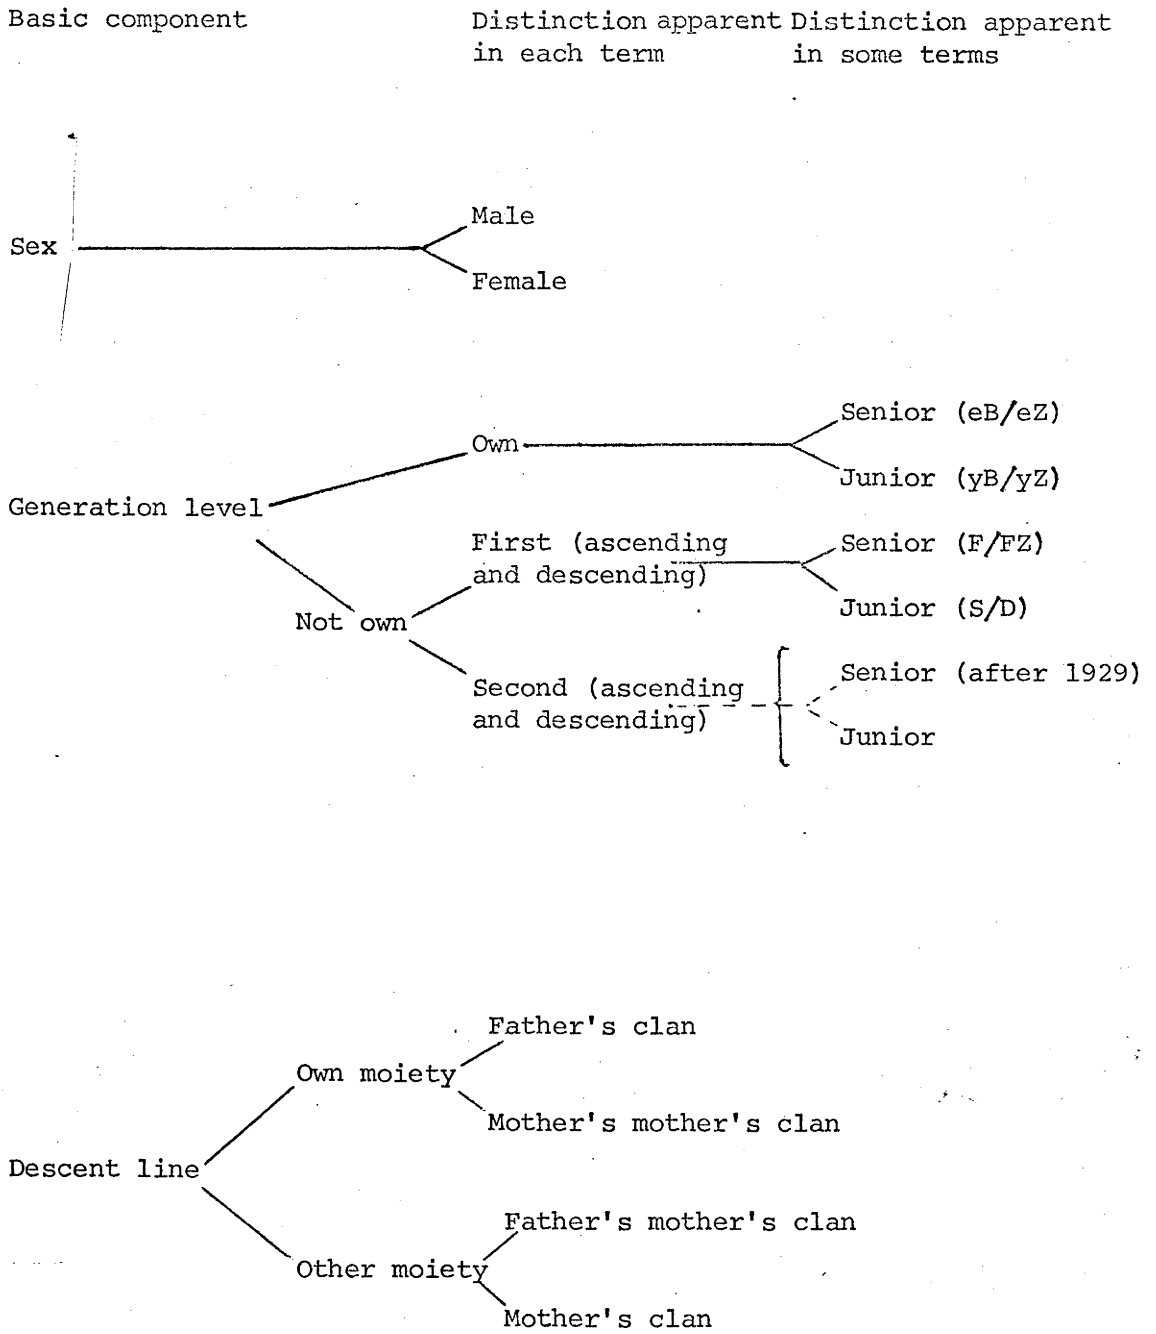 Basic component Distinction apparent Distinction apparent
in each term in some terms
Male
Sex
Female
Senior (eB/eZ)
Own
Junior (yB/yZ)
Generation level
First (ascending Senior (F/FZ)
and descending)
Junior (S/D)
Not own
Senior (after 1929)
Second (ascending
and descending)
Junior
Father's clan
Own moiety
Mother's mother's clan
Descent line
Father's mother's clan
Other moiety
Mother's clan